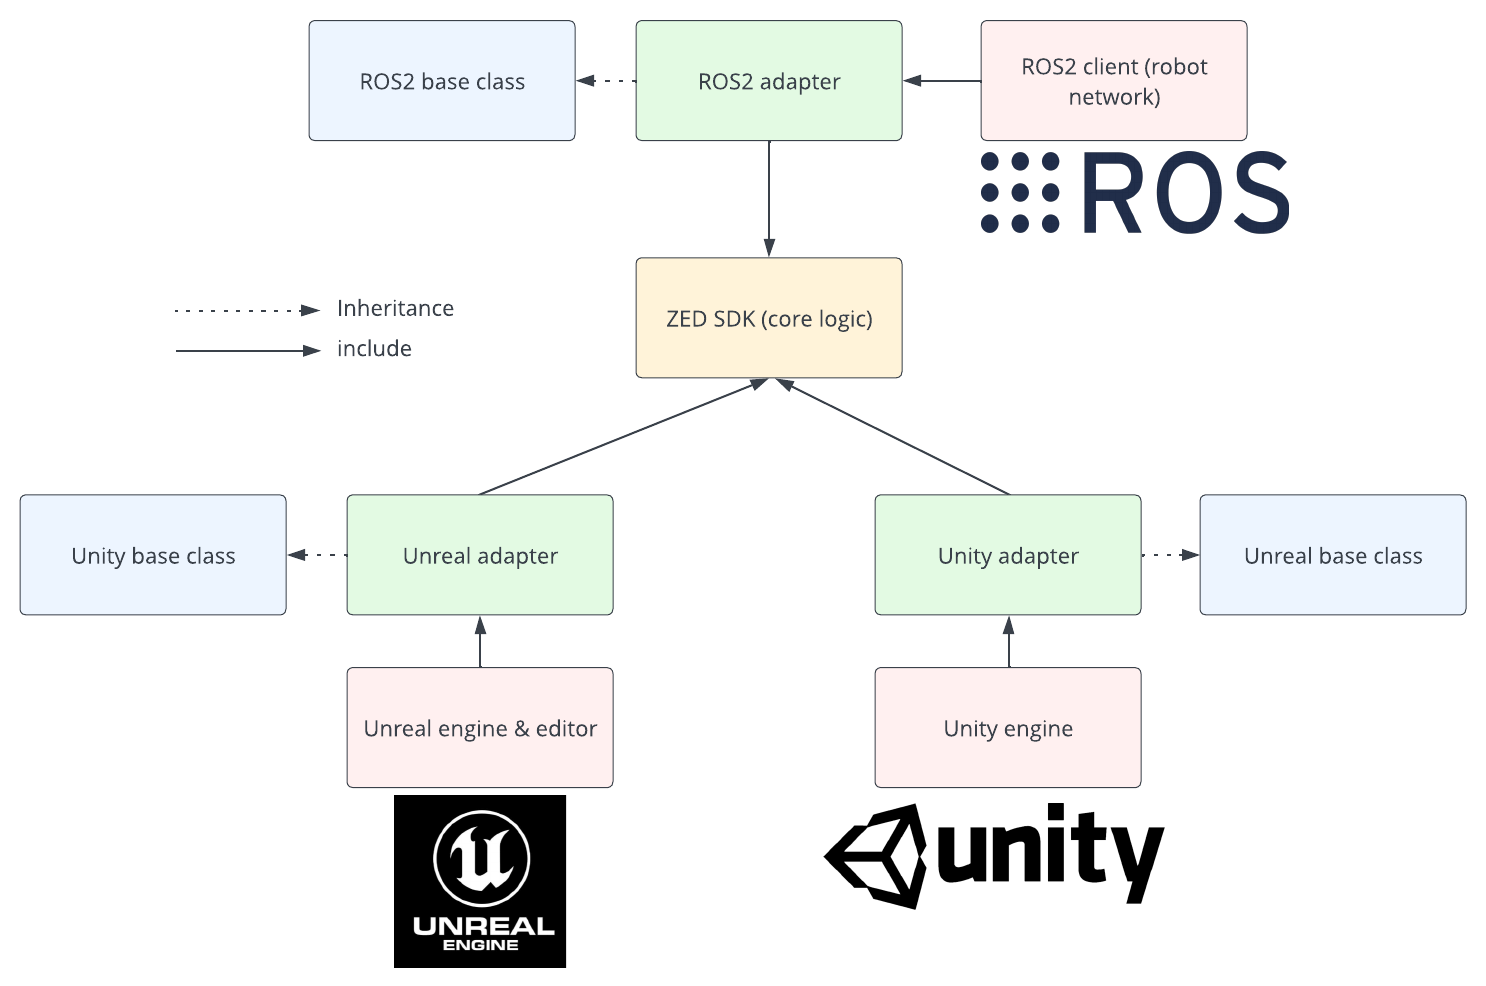 ROS2 base class
ROS2 adapter
ROS2 client (robot
network)
ROS
ZED SDK (core logic)
Inheritance
include
Unity base class
Unreal adapter
Unity adapter
Unreal base class
Unreal engine & editor
Unity engine
UNREAL
ENGINE
unity